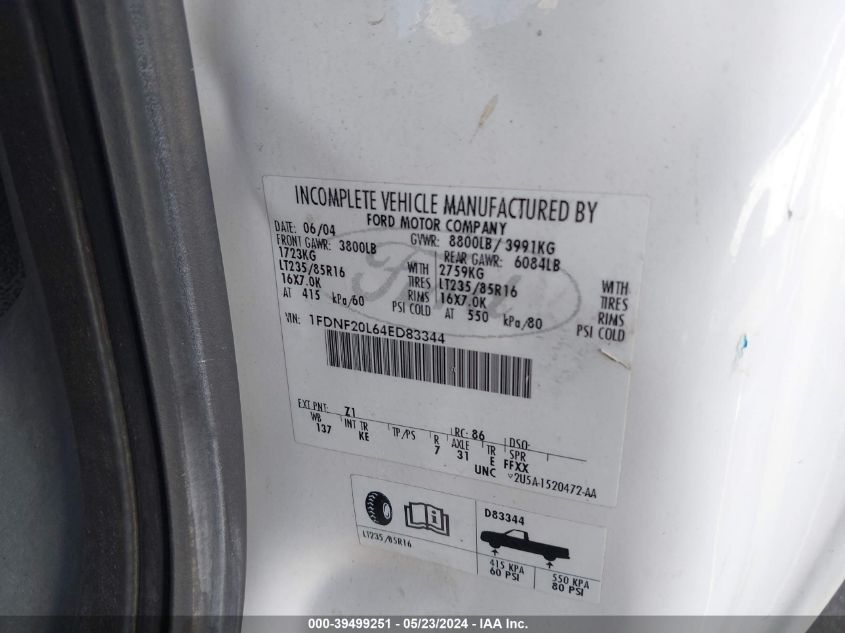 INCOMPLETE VEHICLE MANUFACTURED BY
FORD MOTOR COMPANY
DATE: 06/04 GVWR: 8800LB/ 3991KG
FRONT GAWR: 3800LB REAR GAWR: 6084LB
1723KG WITH 2759KG WITH
LT235/85R16 TIRES LT235/85R16 TIRES
16X7.0K RIMS 16X7.0K RIMS
AT 415 kPa/60 PSI COLD AT 550 kPa/80 PSI COLD
VIN: 1FDNF20L64ED83344
Ford
EXT PNT: Z1 RC: 86 DSO:
WB INT TR TP/PS R AXLE TR SPR
137 KE 7 31 E FFXX
UNC 2U5A-1520472-AA
D83344
LT235/85R16
415 KPA 550 KPA
60 PSI 80 PSI
000-39499251 - 05/23/2024 - IAA Inc.